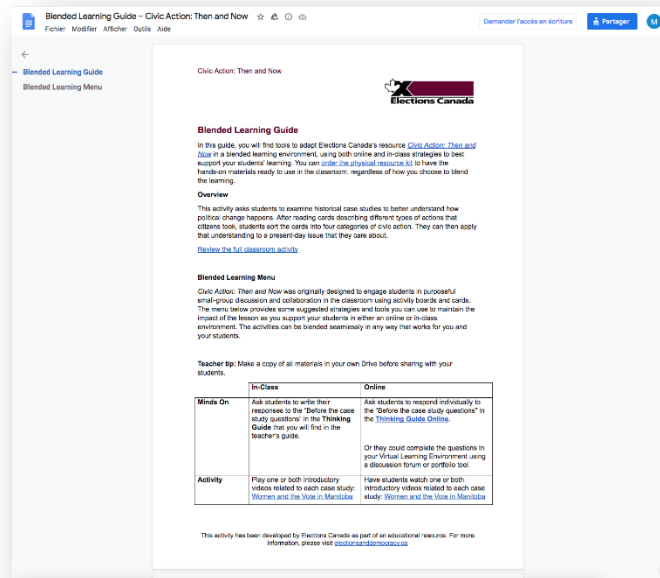 Blended Learning Guide – Civic Action: Then and Now
Fichier Modifier Afficher Outils Aide
Demander l'accès en écriture
Partager
M
Blended Learning Guide
Blended Learning Menu
Civic Action: Then and Now
Elections Canada
Blended Learning Guide
In this guide, you will find tools to adapt Elections Canada's resource Civic Action: Then and
Now in a blended learning environment, using both online and in-class strategies to best
support your students' learning. You can order the physical resource kit to have the
hands-on materials ready to use in the classroom, regardless of how you choose to blend
the learning.
Overview
This activity asks students to examine historical case studies to better understand how
political change happens. After reading cards describing different types of actions that
citizens took, students sort the cards into four categories of civic action. They can then apply
that understanding to a present-day issue that they care about.
Review the full classroom activity
Blended Learning Menu
Civic Action: Then and Now was originally designed to engage students in purposeful
small-group discussion and collaboration in the classroom using activity boards and cards.
The menu below provides some suggested strategies and tools you can use to maintain the
impact of the lesson as you support your students in either an online or in-class
environment. The activities can be blended seamlessly in any way that works for you and
your students.
Teacher tip: Make a copy of all materials in your own Drive before sharing with your
students.
In-Class
Online
Minds On
Ask students to write their
responses to the "Before the case
study questions" in the Thinking
Guide that you will find in the
teacher's guide.
Ask students to respond individually to
the "Before the case study questions" in
the Thinking Guide Online.
Or they could complete the questions in
your Virtual Learning Environment using
a discussion forum or portfolio tool.
Activity
Play one or both introductory
videos related to each case study:
Women and the Vote in Manitoba
Have students watch one or both
introductory videos related to each case
study: Women and the Vote in Manitoba
This activity has been developed by Elections Canada as part of an educational resource. For more
information, please visit electionsanddemocracy.ca